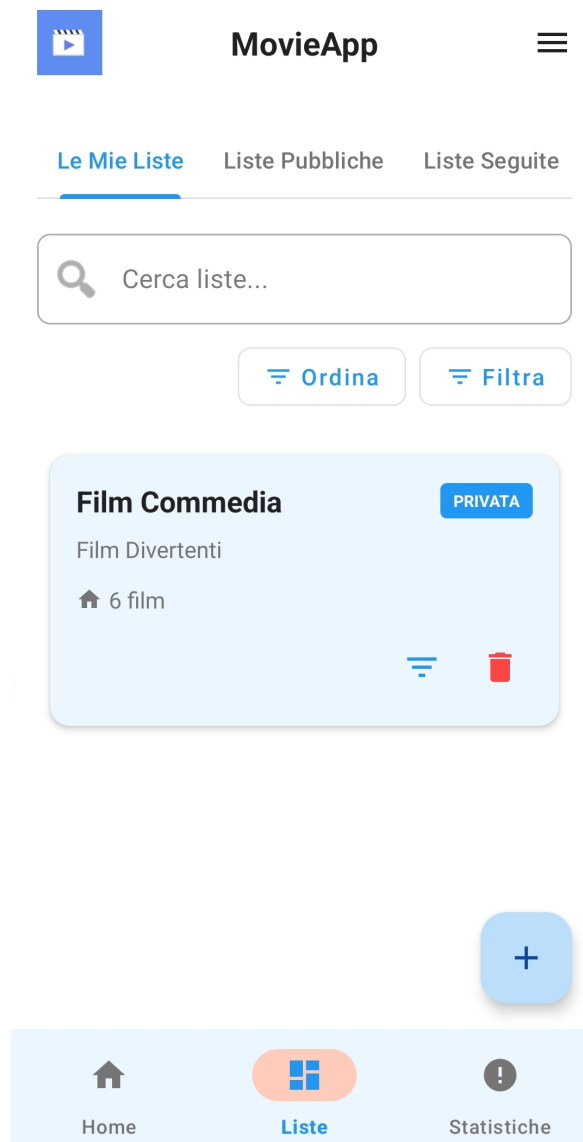 MovieApp
Le Mie Liste Liste Pubbliche Liste Seguite
Cerca liste...
Ordina Filtra
Film Commedia PRIVATA
Film Divertenti
6 film
Home Liste Statistiche